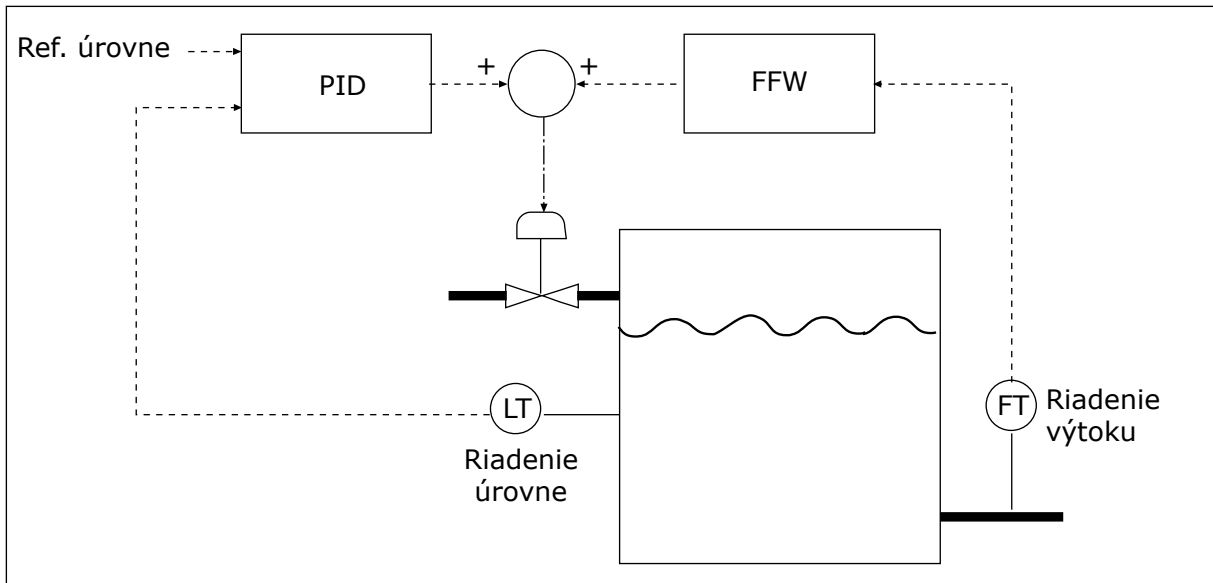 Ref. úrovne
PID
+
+
FFW
LT
Riadenie
úrovne
FT
Riadenie
výtoku